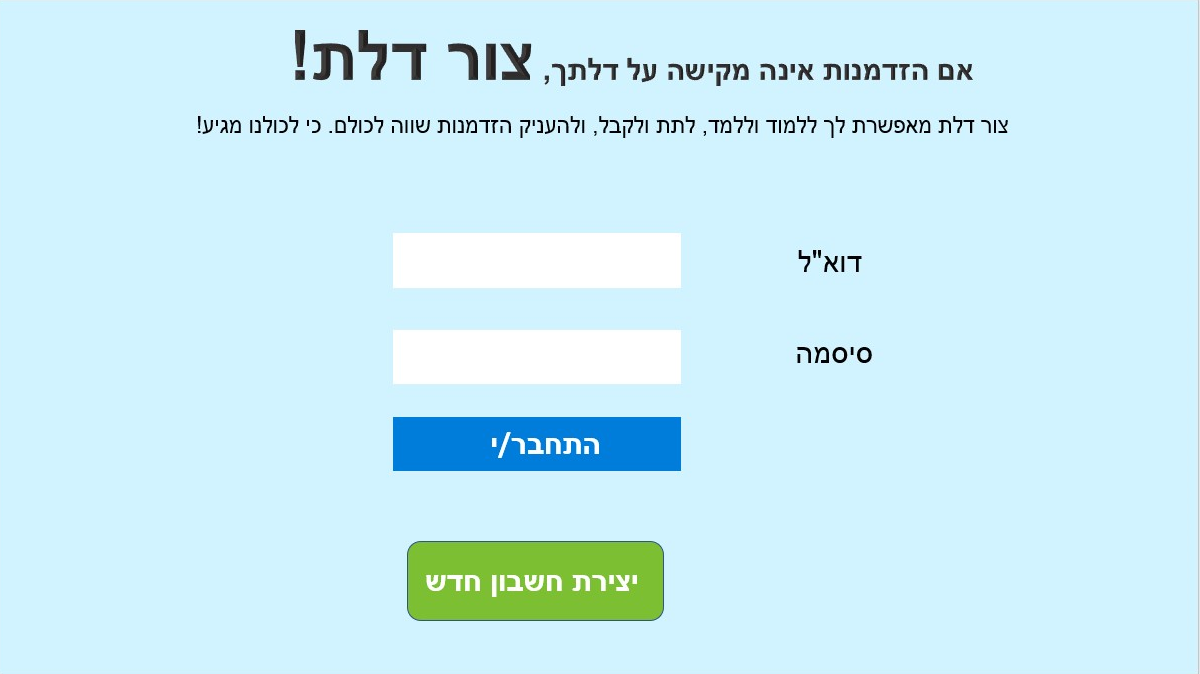 אם הזדמנות אינה מקישה על דלתך, צור דלת!
צור דלת מאפשרת לך ללמוד וללמד, לתת ולקבל, ולהעניק הזדמנות שווה לכולם. כי לכולנו מגיע!
דוא"ל
סיסמה
התחבר/י
יצירת חשבון חדש